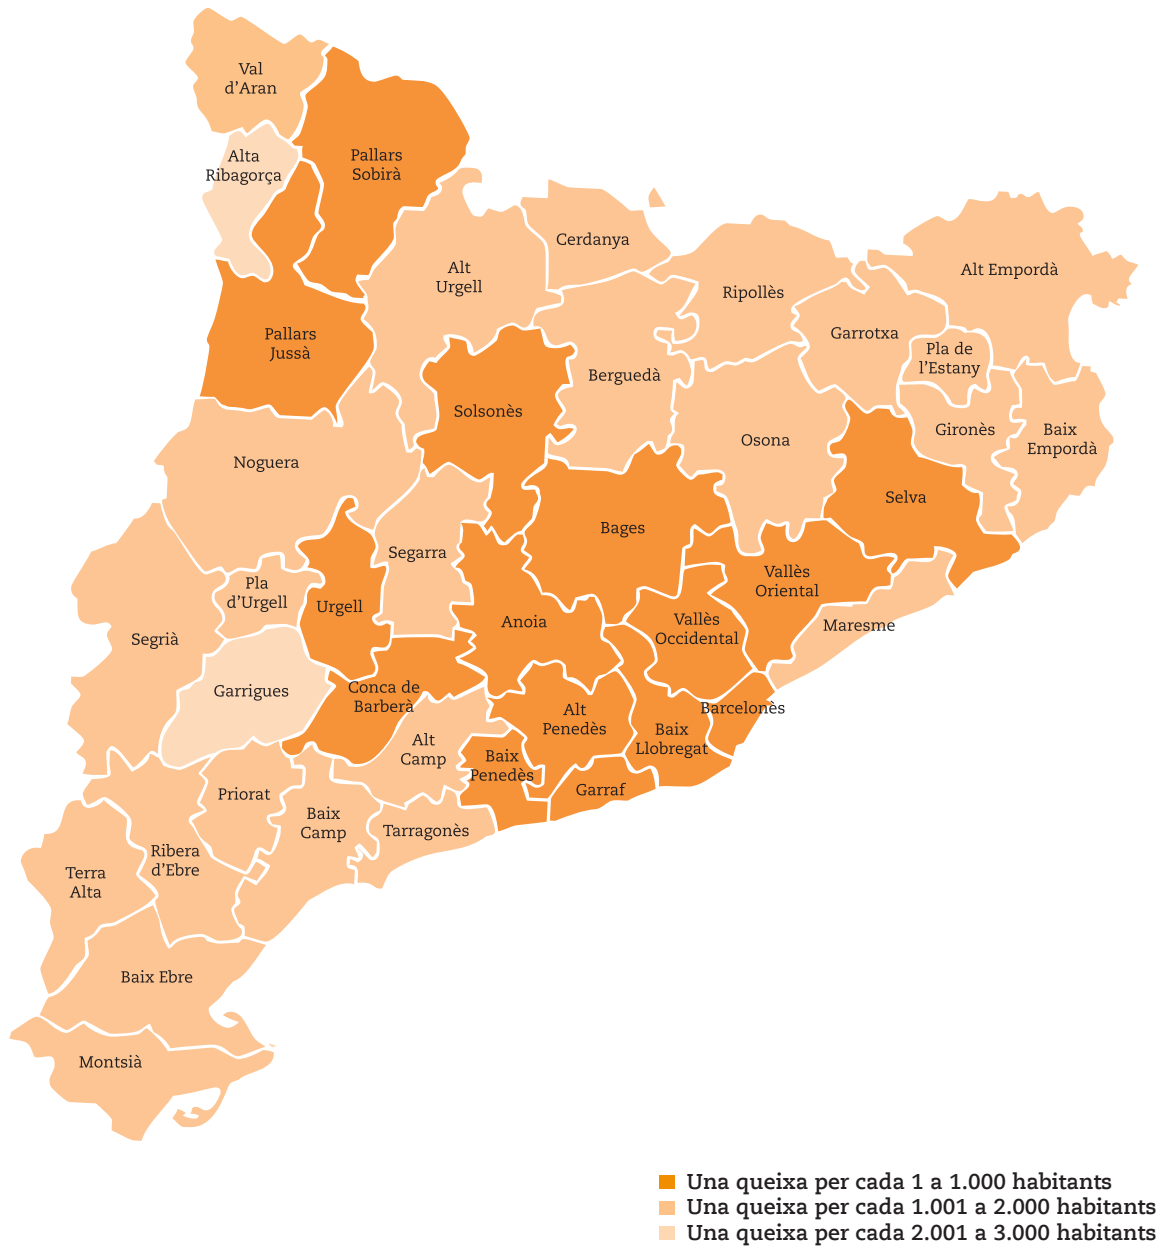 Val
d'Aran
Alta
Ribagorça
Pallars
Sobirà
Cerdanya
Alt
Urgell
Ripollès
Alt Empordà
Garrotxa
Pallars
Jussà
Pla de
l'Estany
Berguedà
Solsonès
Osona
Gironès
Baix
Empordà
Noguera
Selva
Bages
Segarra
Vallès
Oriental
Pla
d'Urgell
Urgell
Anoia
Vallès
Occidental
Maresme
Segrià
Garrigues
Conca de
Barberà
Barcelonès
Alt
Penedès
Baix
Llobregat
Alt
Camp
Baix
Penedès
Garraf
Priorat
Baix
Camp
Tarragonès
Ribera
d'Ebre
Terra
Alta
Baix Ebre
Montsià
Una queixa per cada 1 a 1.000 habitants
Una queixa per cada 1.001 a 2.000 habitants
Una queixa per cada 2.001 a 3.000 habitants